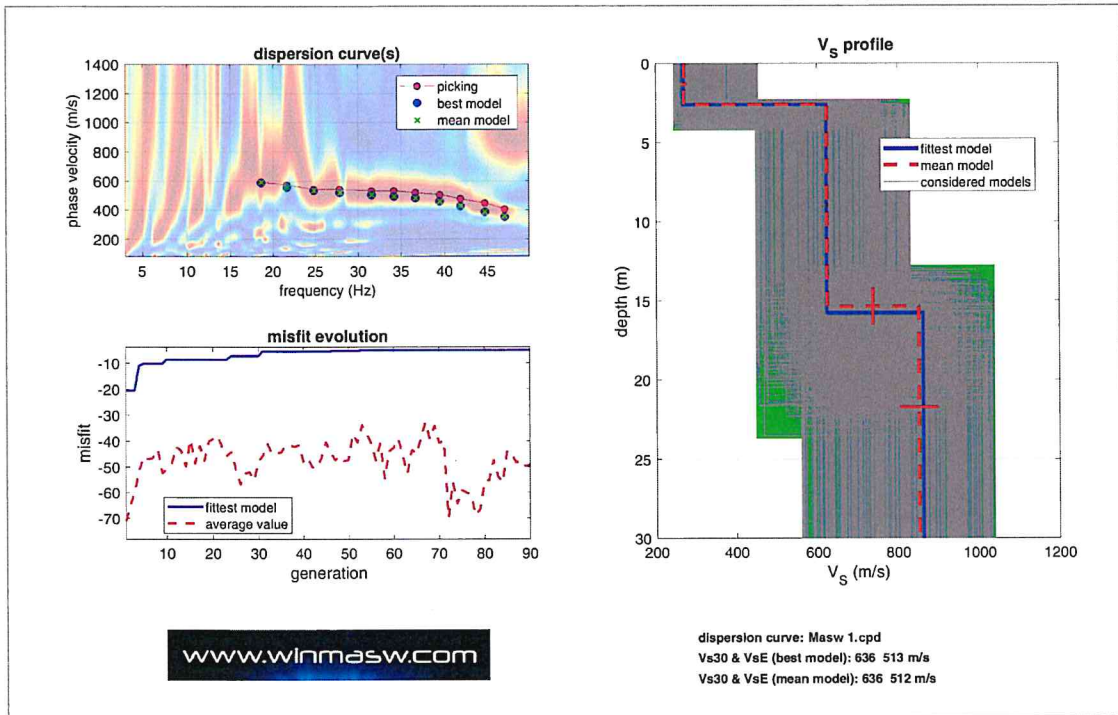 dispersion curve(s)
1400
1200
1000
800
600
400
200
phase velocity (m/s)
picking
best model
mean model
5 10 15 20 25 30 35 40 45
frequency (Hz)
misfit evolution
-10
-20
-30
-40
-50
-60
-70
misfit
fittest model
average value
10 20 30 40 50 60 70 80 90
generation
www.winmasw.com
VS profile
0
5
10
15
20
25
30
depth (m)
fittest model
mean model
considered models
200 400 600 800 1000 1200
VS (m/s)
dispersion curve: Masw 1.cpd
Vs30 & VsE (best model): 636 513 m/s
Vs30 & VsE (mean model): 636 512 m/s